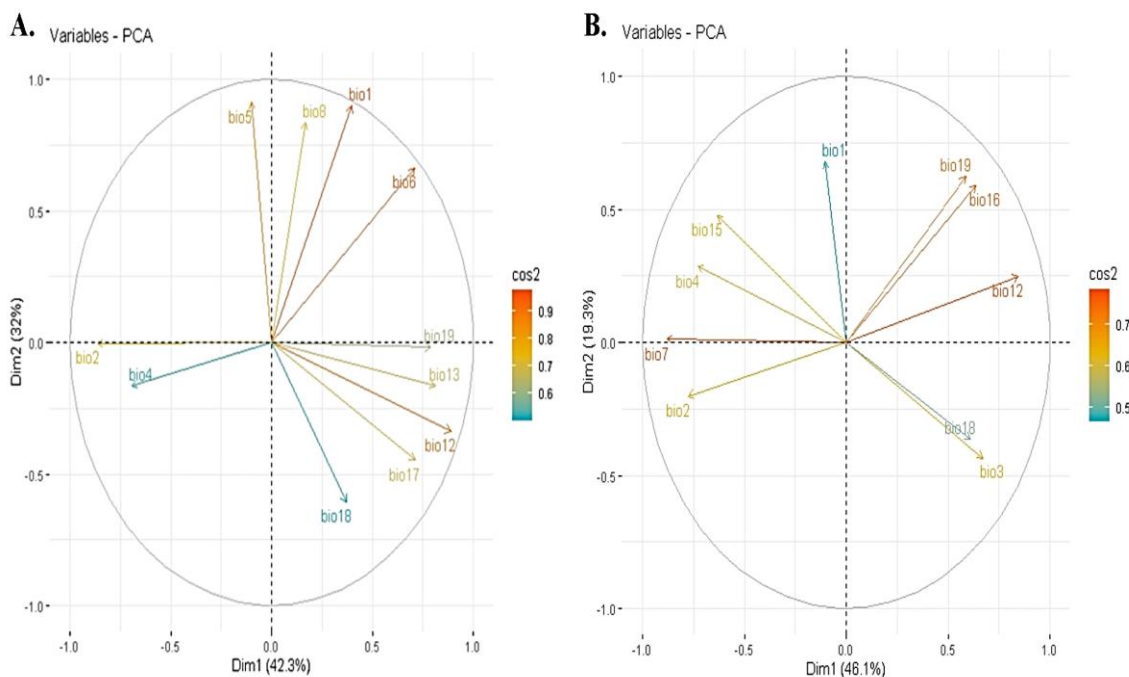 A.
Variables - PCA
1.0
0.5
0.0
-0.5
-1.0
Dim2 (32%)
bio5
bio8
bio1
bio6
bio2
bio4
bio19
bio13
bio12
bio17
bio18
-1.0 -0.5 0.0 0.5 1.0
Dim1 (42.3%)
cos2
0.9
0.8
0.7
0.6
B.
Variables - PCA
1.0
0.5
0.0
-0.5
-1.0
Dim2 (19.3%)
bio1
bio19
bio16
bio15
bio4
bio12
bio7
bio2
bio18
bio3
-1.0 -0.5 0.0 0.5 1.0
Dim1 (46.1%)
cos2
0.7
0.6
0.5